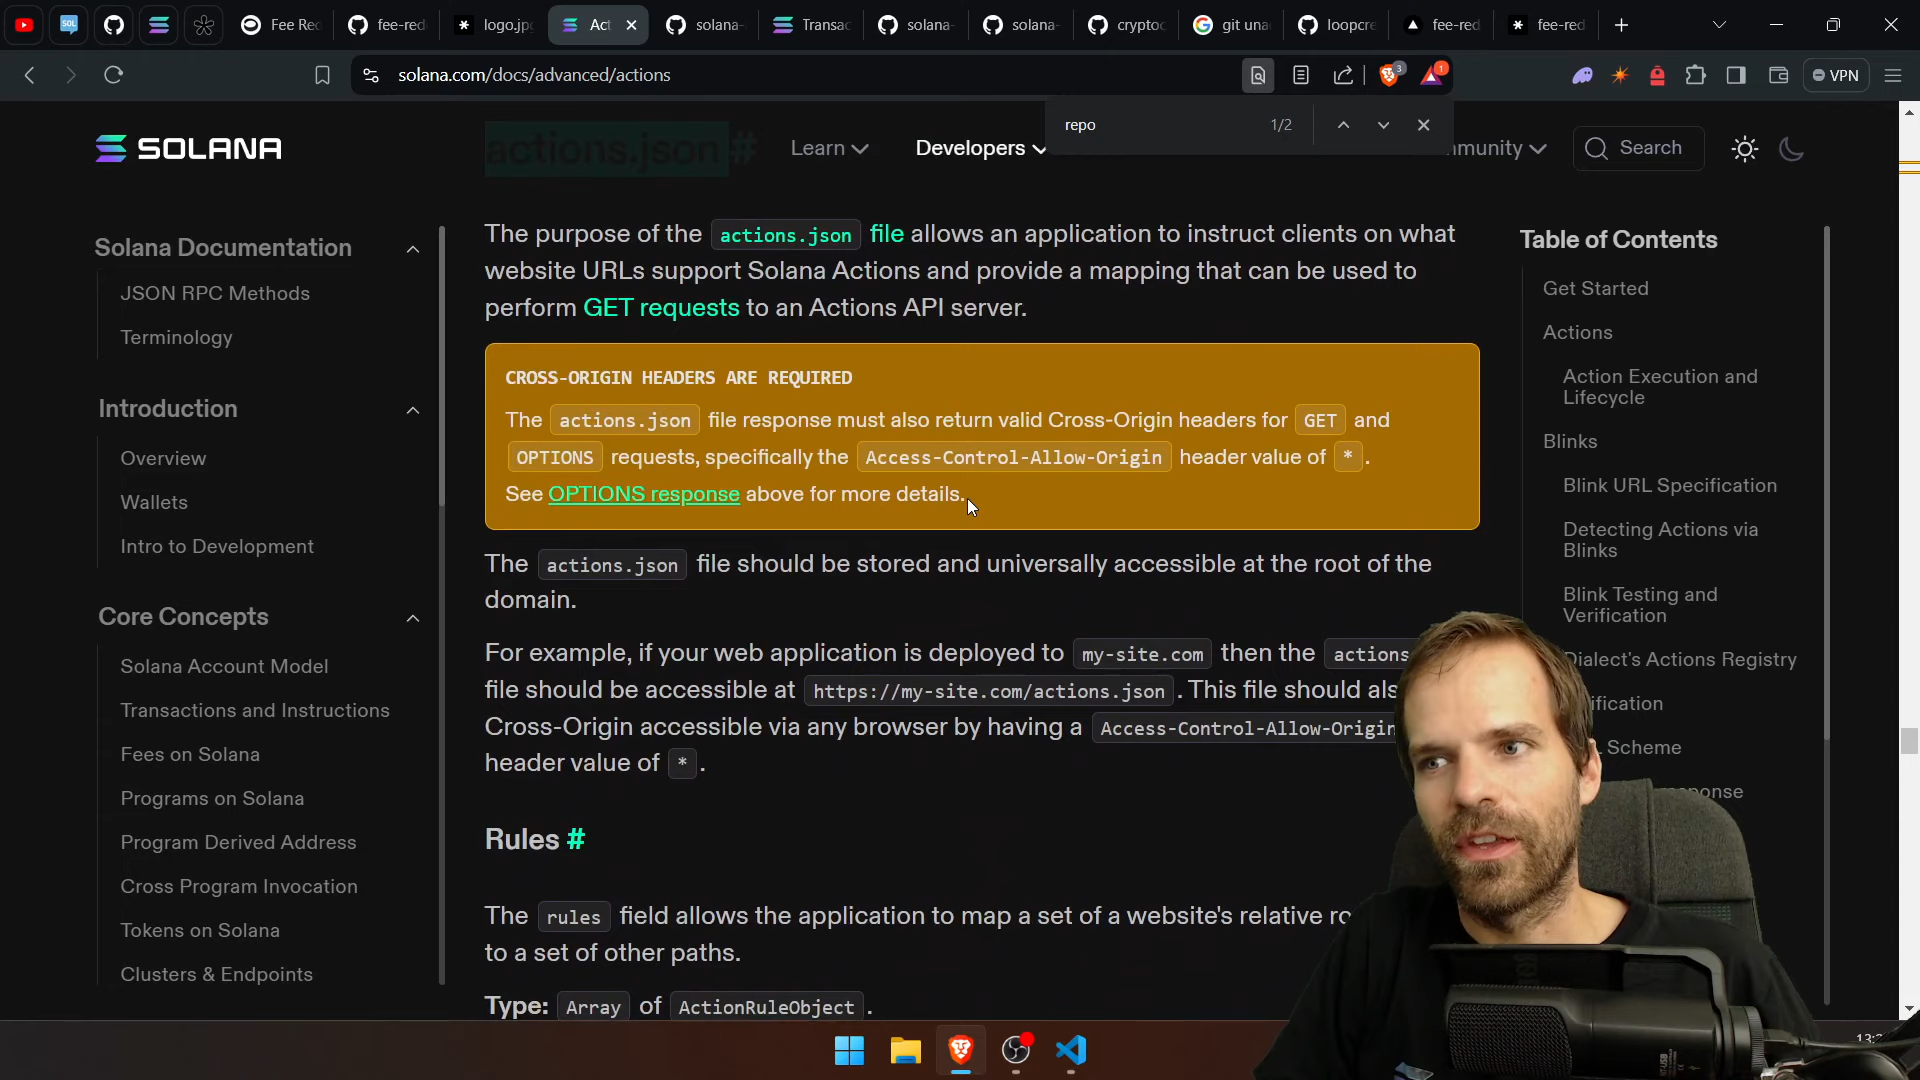 Fee Rec
fee-red
logo.jp
Act
solana-
Transac
solana-
solana-
cryptoc
git una
loopcre
fee-red
fee-red
solana.com/docs/advanced/actions
3
1
VPN
repo
1/2
SOLANA
actions.json #
Learn
Developers
mmunity
Search
Solana Documentation
JSON RPC Methods
Terminology
Introduction
Overview
Wallets
Intro to Development
Core Concepts
Solana Account Model
Transactions and Instructions
Fees on Solana
Programs on Solana
Program Derived Address
Cross Program Invocation
Tokens on Solana
Clusters & Endpoints
The purpose of the actions.json file allows an application to instruct clients on what
website URLs support Solana Actions and provide a mapping that can be used to
perform GET requests to an Actions API server.
CROSS-ORIGIN HEADERS ARE REQUIRED
The actions.json file response must also return valid Cross-Origin headers for GET and
OPTIONS requests, specifically the Access-Control-Allow-Origin header value of *.
See OPTIONS response above for more details.
The actions.json file should be stored and universally accessible at the root of the
domain.
For example, if your web application is deployed to my-site.com then the actions
file should be accessible at https://my-site.com/actions.json. This file should als
Cross-Origin accessible via any browser by having a Access-Control-Allow-Origin
header value of *.
Rules #
The rules field allows the application to map a set of a website's relative ro
to a set of other paths.
Type: Array of ActionRuleObject.
Table of Contents
Get Started
Actions
Action Execution and
Lifecycle
Blinks
Blink URL Specification
Detecting Actions via
Blinks
Blink Testing and
Verification
Dialect's Actions Registry
ification
L Scheme
sponse
13:2